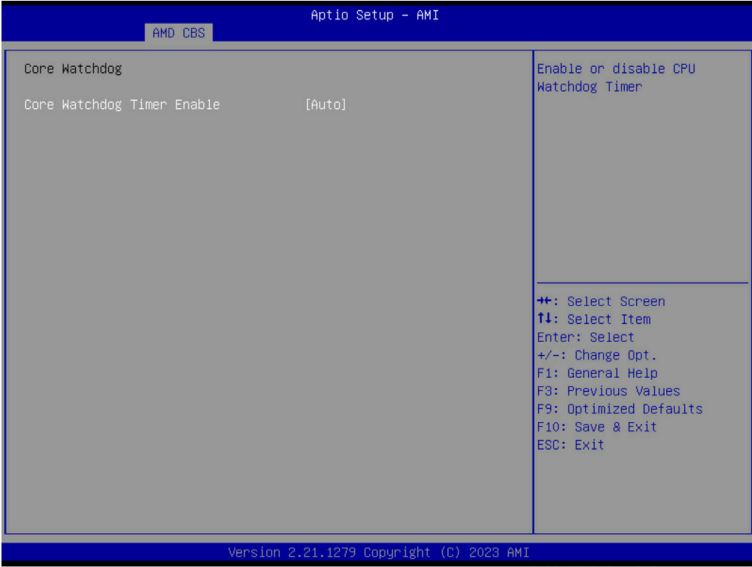 Aptio Setup - AMI
AMD CBS
Core Watchdog
Core Watchdog Timer Enable [Auto]
Enable or disable CPU
Watchdog Timer
→←: Select Screen
↑↓: Select Item
Enter: Select
+/-: Change Opt.
F1: General Help
F3: Previous Values
F9: Optimized Defaults
F10: Save & Exit
ESC: Exit
Version 2.21.1279 Copyright (C) 2023 AMI